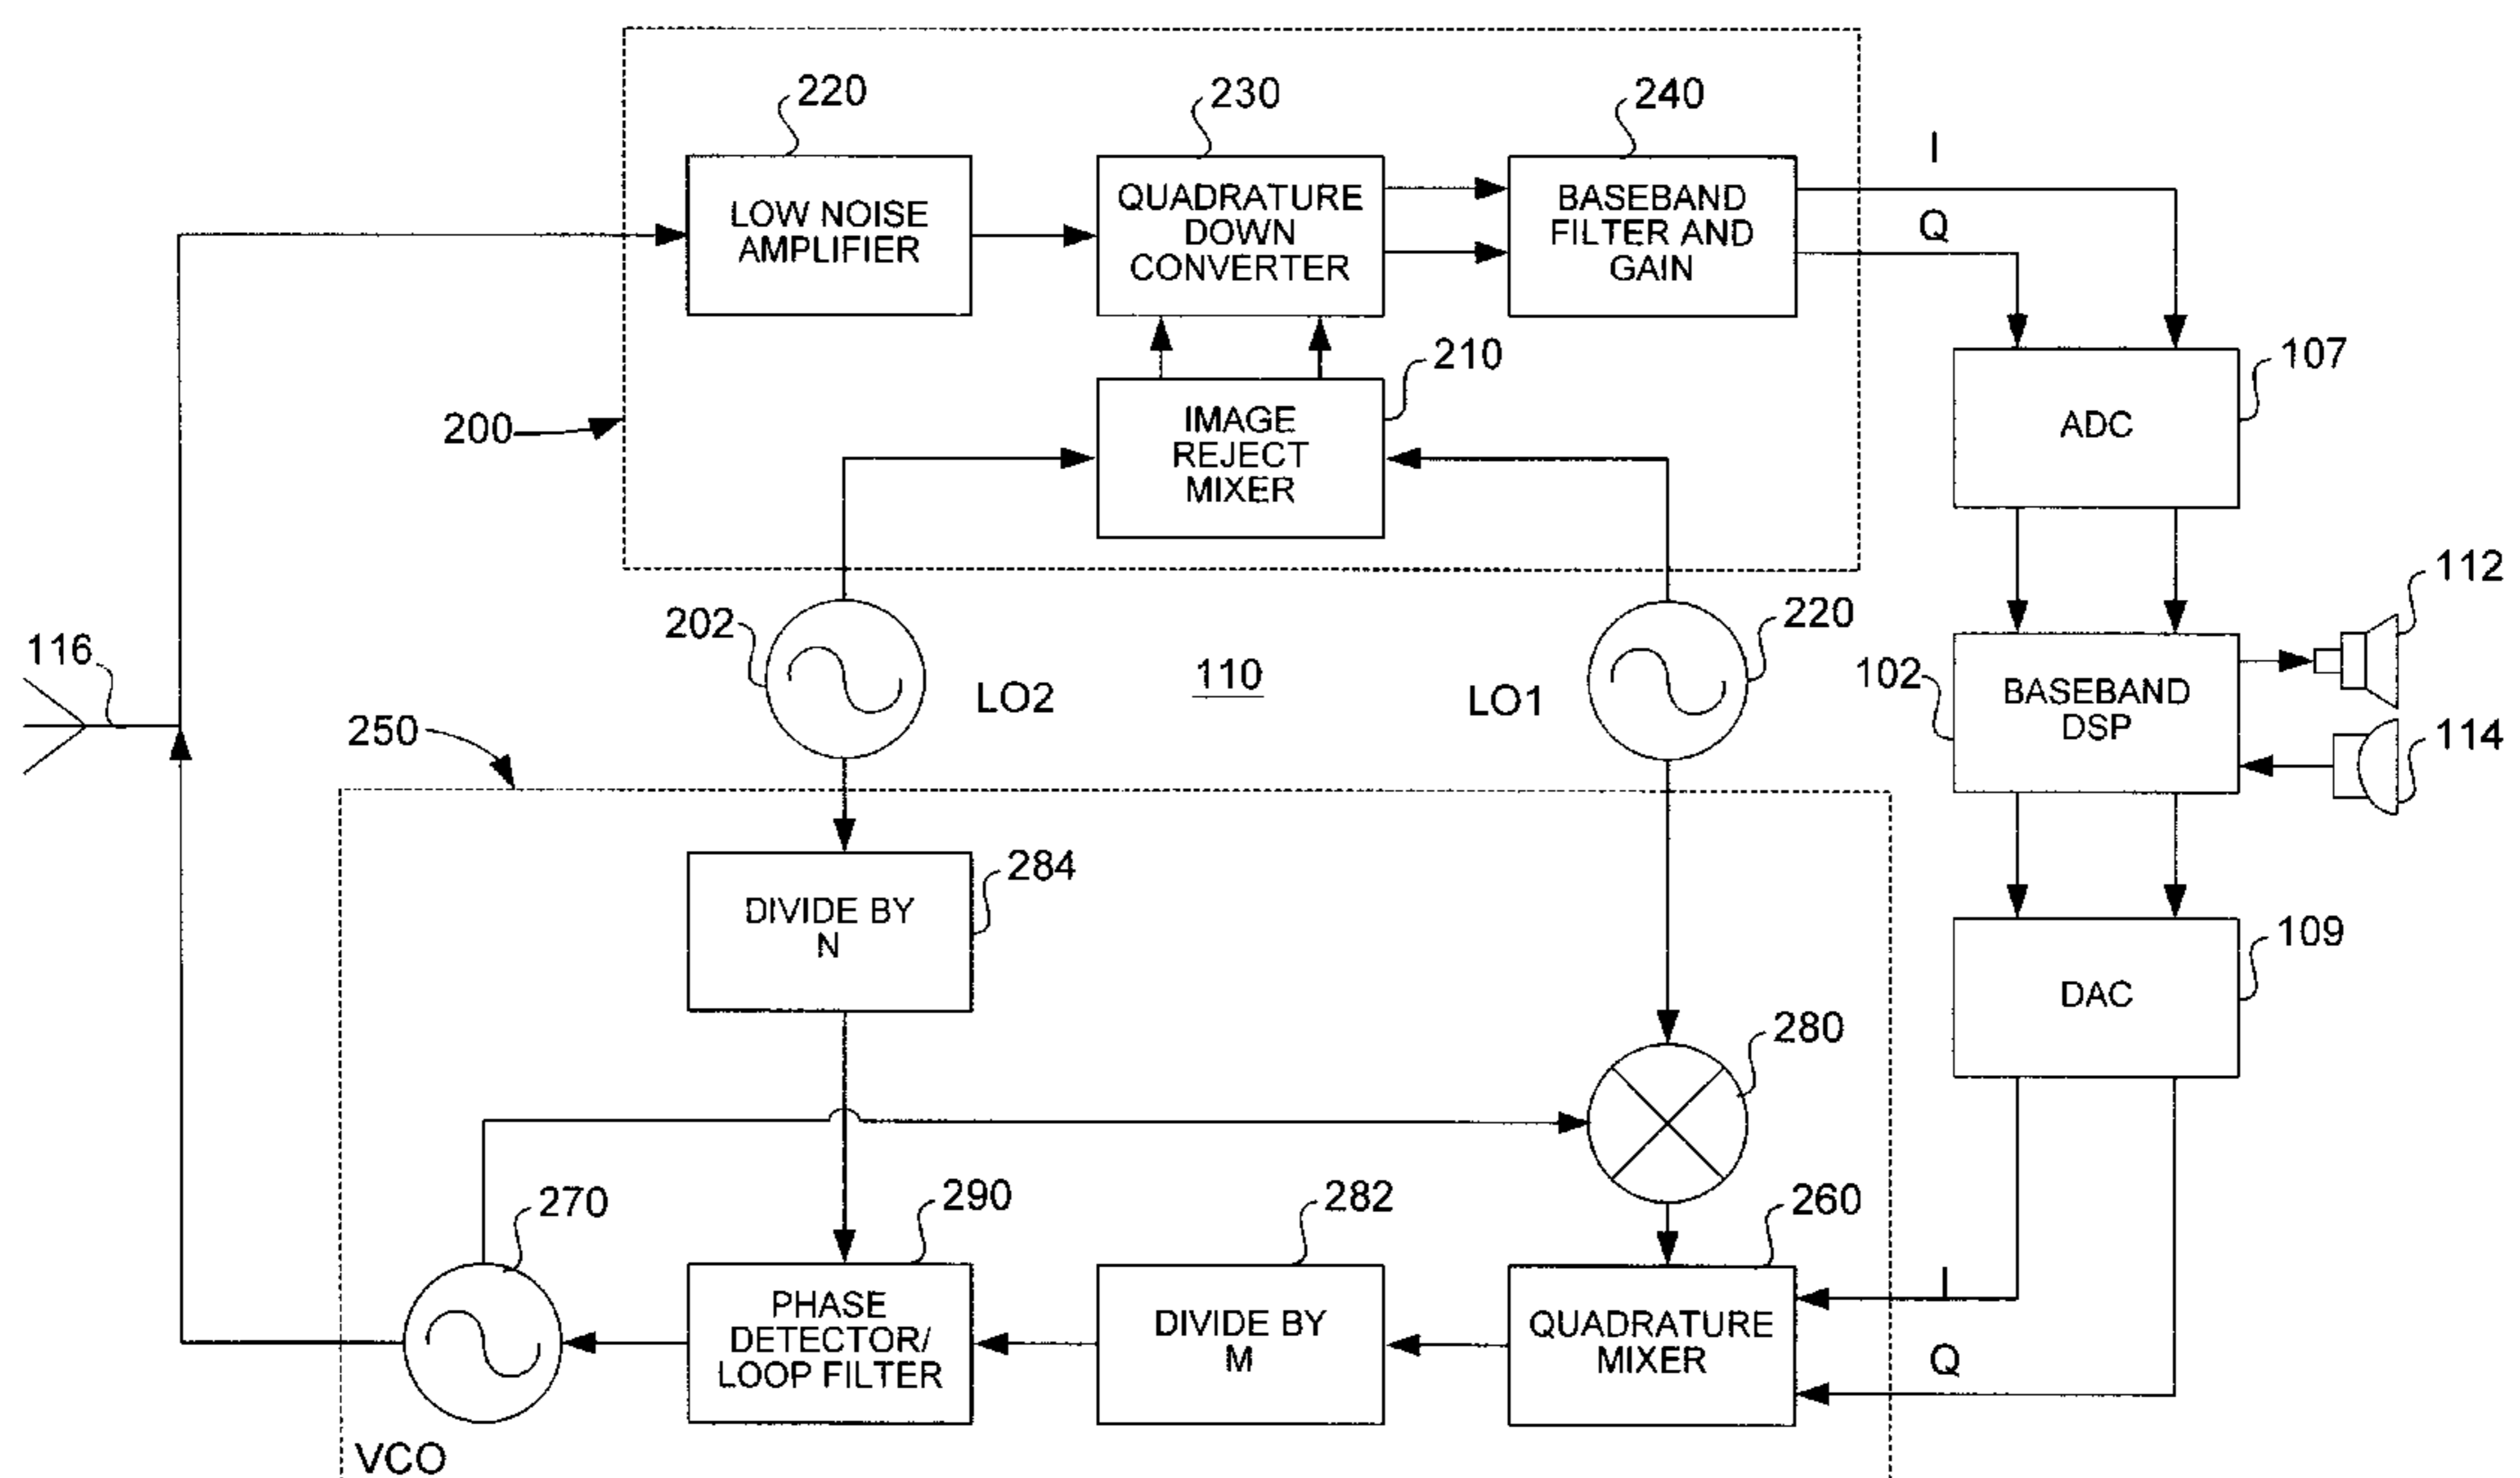 220
230
240
I
LOW NOISE
AMPLIFIER
QUADRATURE
DOWN
CONVERTER
BASEBAND
FILTER AND
GAIN
Q
210
107
200
IMAGE
REJECT
MIXER
ADC
112
202
220
116
110
102
BASEBAND
DSP
LO2
LO1
250
114
284
DIVIDE BY
N
109
DAC
280
270
290
282
260
PHASE
DETECTOR/
LOOP FILTER
DIVIDE BY
M
QUADRATURE
MIXER
I
Q
VCO